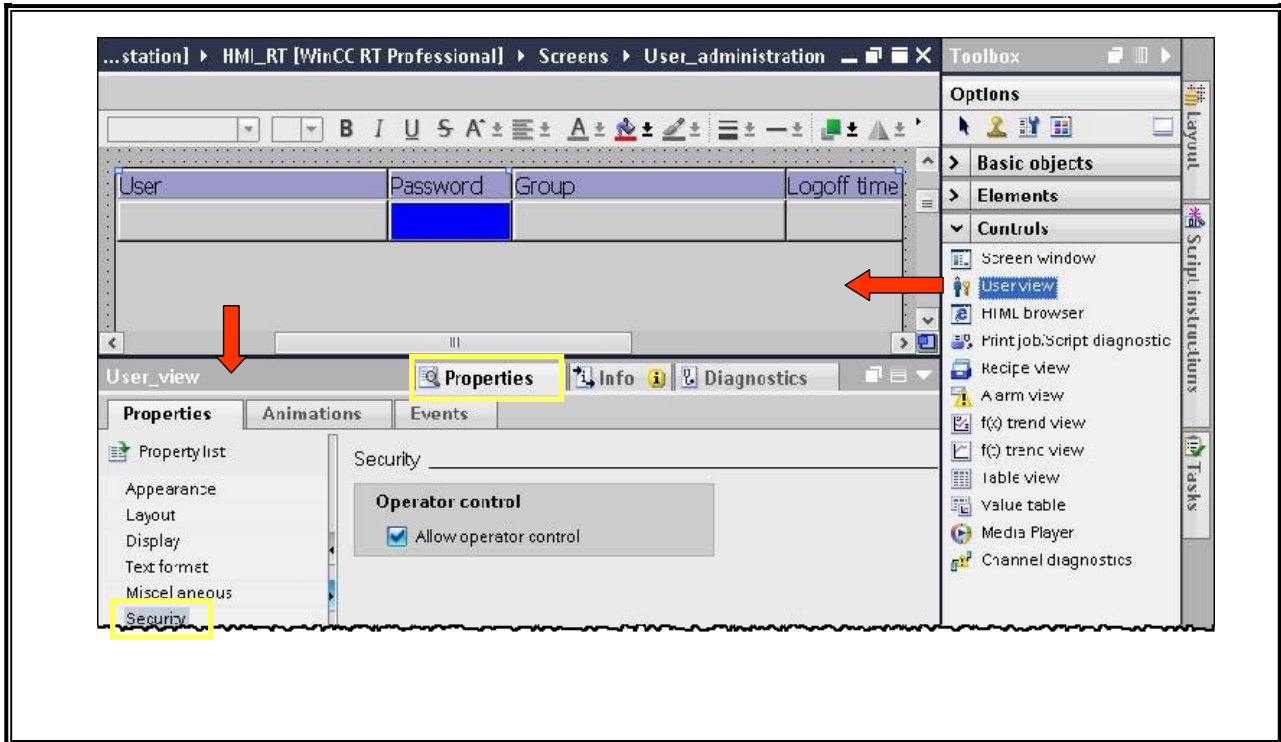 ...station] ▸ HMI_RT [WinCC RT Professional] ▸ Screens ▸ User_administration
Toolbox
Options
B I U S A
Basic objects
Elements
Controls
Screen window
User view
HTML browser
Print job/Script diagnostic
Recipe view
Alarm view
f(x) trend view
f(t) trend view
Table view
Value table
Media Player
Channel diagnostics
User Password Group Logoff time
User_view
Properties Info Diagnostics
Properties Animations Events
Property list
Appearance
Layout
Display
Text format
Miscellaneous
Security
Security
Operator control
Allow operator control
Layout
Script instructions
Tasks